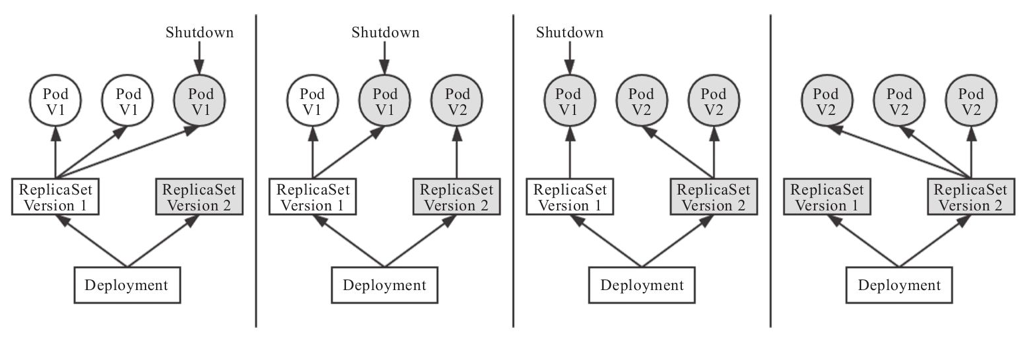 Shutdown
Pod
V1
Pod
V1
Pod
V1
ReplicaSet
Version 1
ReplicaSet
Version 2
Deployment
Shutdown
Pod
V1
Pod
V1
Pod
V2
ReplicaSet
Version 1
ReplicaSet
Version 2
Deployment
Shutdown
Pod
V1
Pod
V2
Pod
V2
ReplicaSet
Version 1
ReplicaSet
Version 2
Deployment
Pod
V2
Pod
V2
Pod
V2
ReplicaSet
Version 1
ReplicaSet
Version 2
Deployment